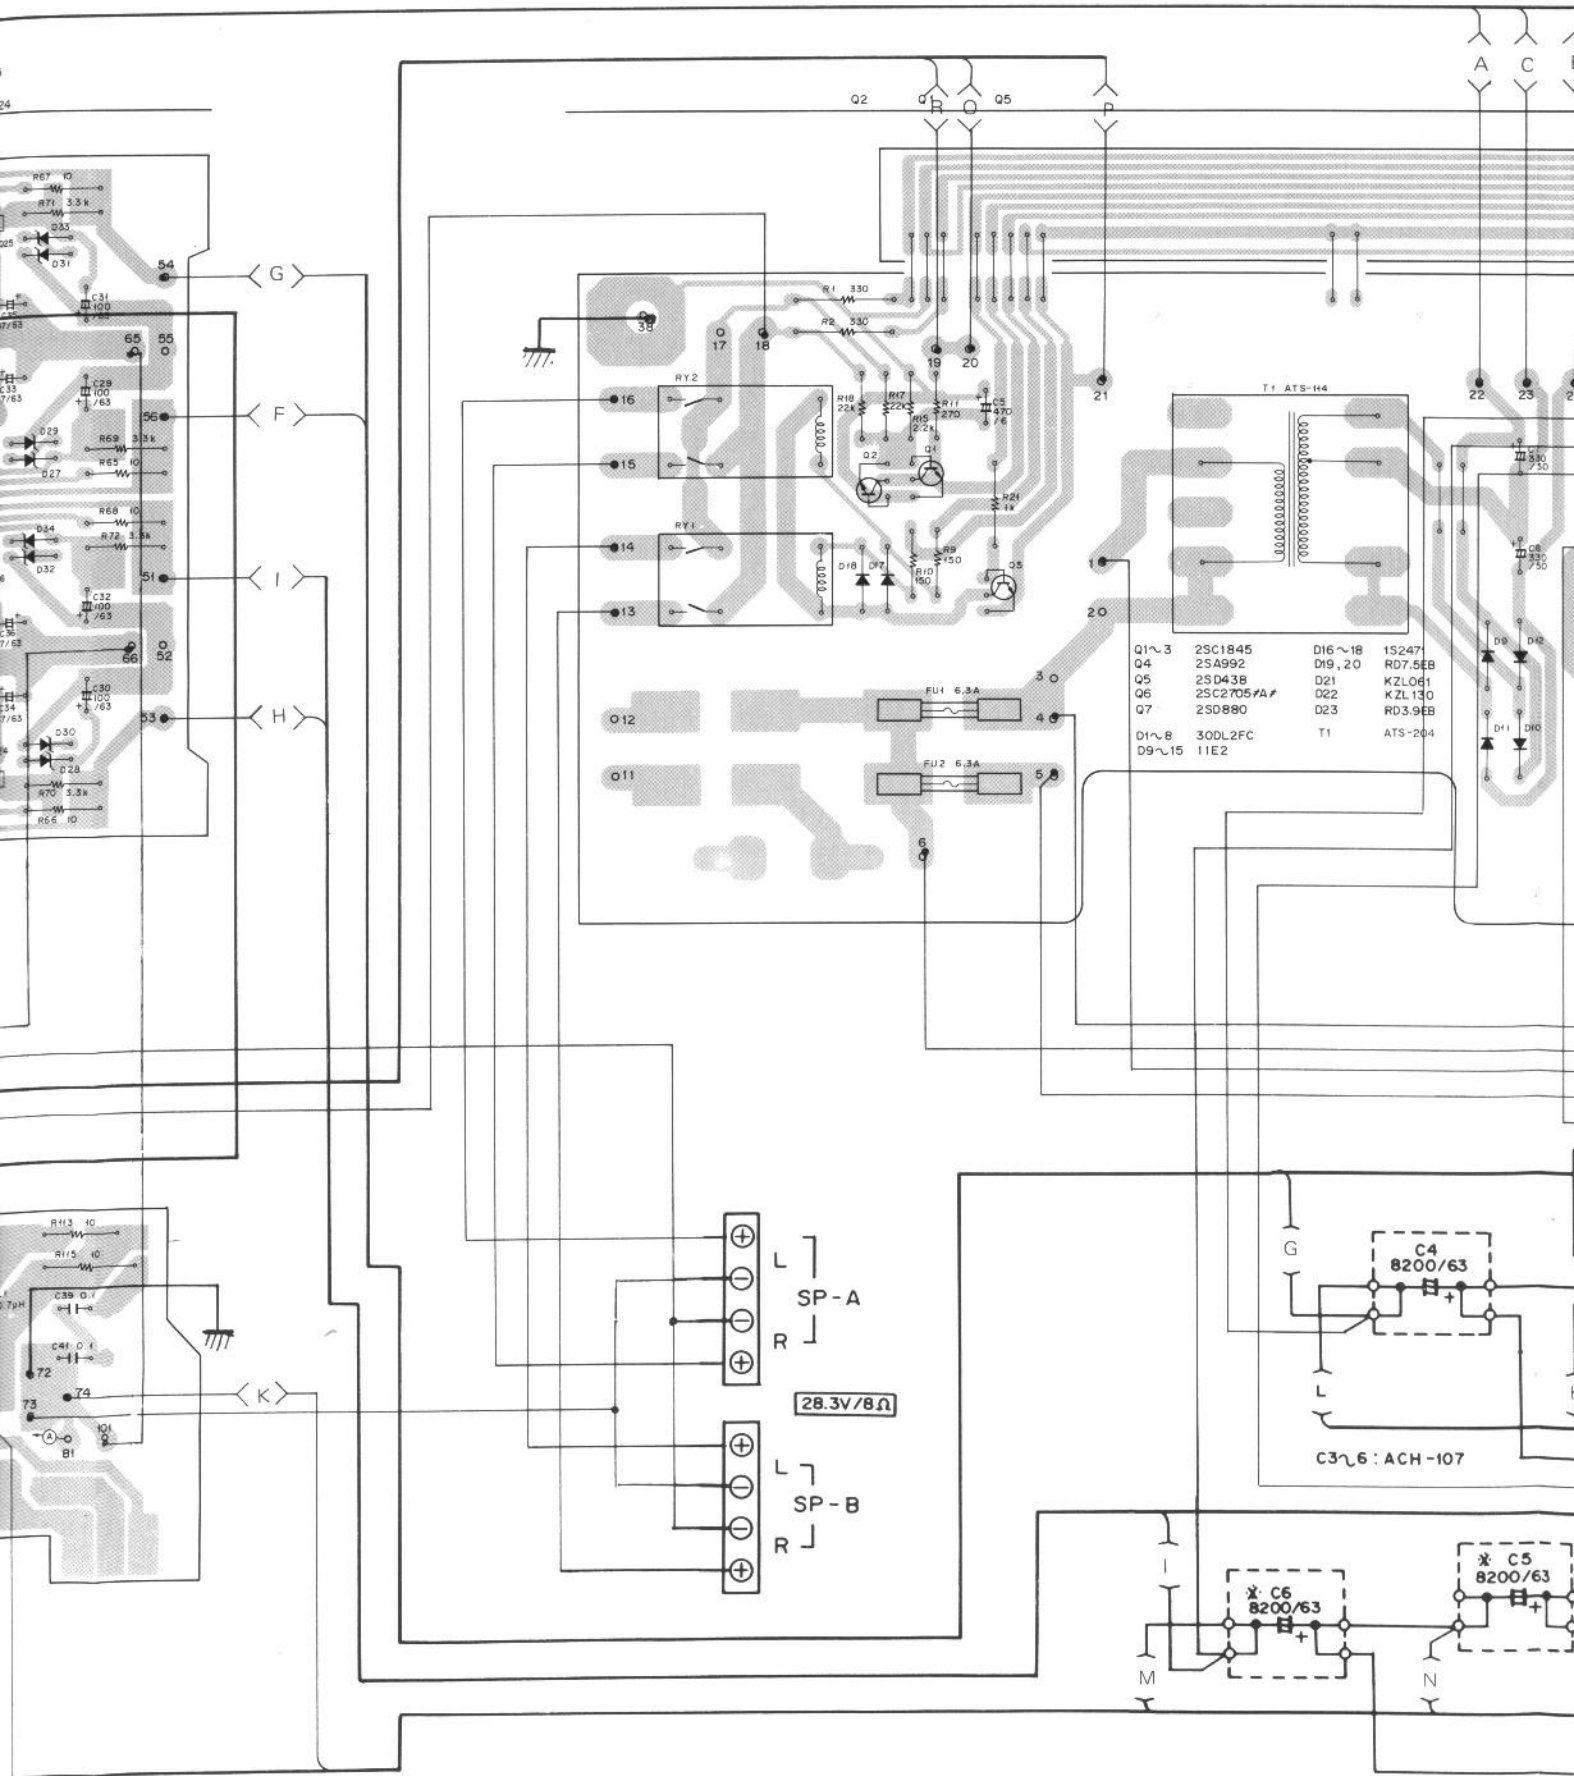 24
Q2
Q1
R
O
Q5
P
A
C
R67 10
R71 3.3k
D33
D31
54
G
C31
100
65
55
C29
100
/63
56
F
D29
R69 3.3k
R65 10
D27
R68 10
D34
R72 3.3k
D32
51
I
C32
100
/63
66
52
C30
100
/63
53
H
D30
D28
R70 3.3k
R66 10
38
17
18
R1 330
R2 330
19
20
21
RY2
16
15
R18
22k
R17
22k
R15
2.2k
R11
270
C5
470
/6
Q2
Q1
R21
1k
RY1
14
13
D18
D17
R10
150
R9
150
Q5
1
2
T1 ATS-114
22
23
330
/50
330
/50
D9
D12
D11
D10
3
4
5
6
12
11
FU1 6.3A
FU2 6.3A
Q1~3 2SC1845 D16~18 1S2471
Q4 2SA992 D19,20 RD7.5EB
Q5 2SD438 D21 KZL061
Q6 2SC2705#A# D22 KZL130
Q7 2SD880 D23 RD3.9EB
D1~8 30DL2FC T1 ATS-204
D9~15 11E2
R113 10
R115 10
C39 0.1
C41 0.1
72
74
73
K
A
81
101
+
L
−
SP-A
−
R
+
28.3V/8Ω
+
L
−
SP-B
−
R
+
G
C4
8200/63
+
L
C3~6 : ACH-107
I
※ C6
8200/63
+
M
※ C5
8200/63
+
N